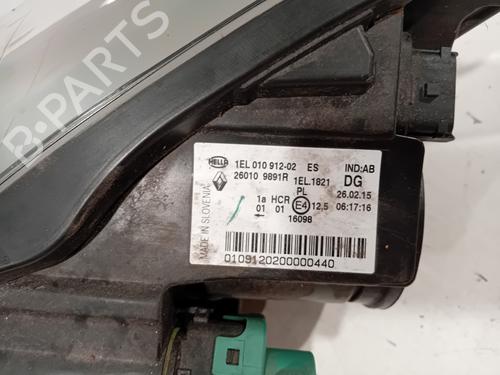 B-PARTS
HELLA 1EL 010 912-02 ES IND:AB
26010 9891R 1EL.1821 DG
PL 26.02.15
1a HCR E4 12.5 06:17:16
01 01
← 16098
MADE IN SLOVENIA
0109120200000440